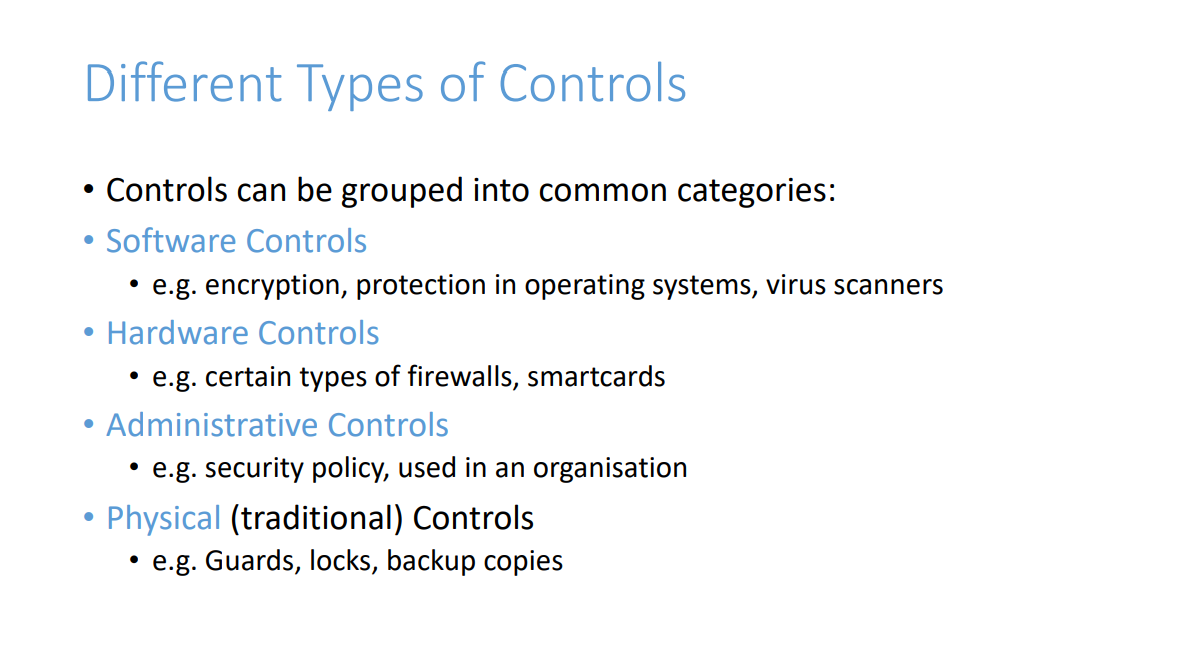 Different Types of Controls
• Controls can be grouped into common categories:
• Software Controls
• e.g. encryption, protection in operating systems, virus scanners
• Hardware Controls
• e.g. certain types of firewalls, smartcards
• Administrative Controls
• e.g. security policy, used in an organisation
• Physical (traditional) Controls
• e.g. Guards, locks, backup copies